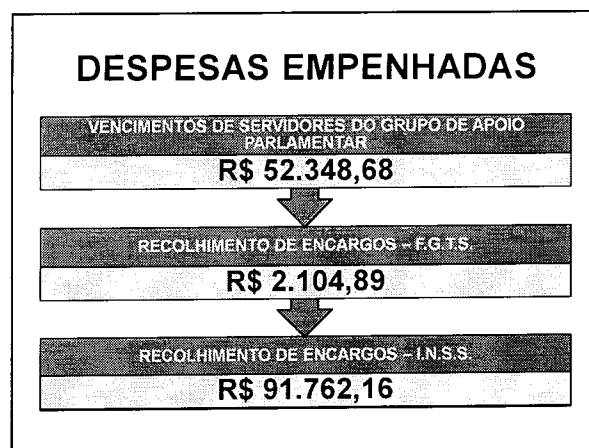 DESPESAS EMPENHADAS
VENCIMENTOS DE SERVIDORES DO GRUPO DE APOIO
PARLAMENTAR
R$ 52.348,68
RECOLHIMENTO DE ENCARGOS – F.G.T.S.
R$ 2.104,89
RECOLHIMENTO DE ENCARGOS – I.N.S.S.
R$ 91.762,16